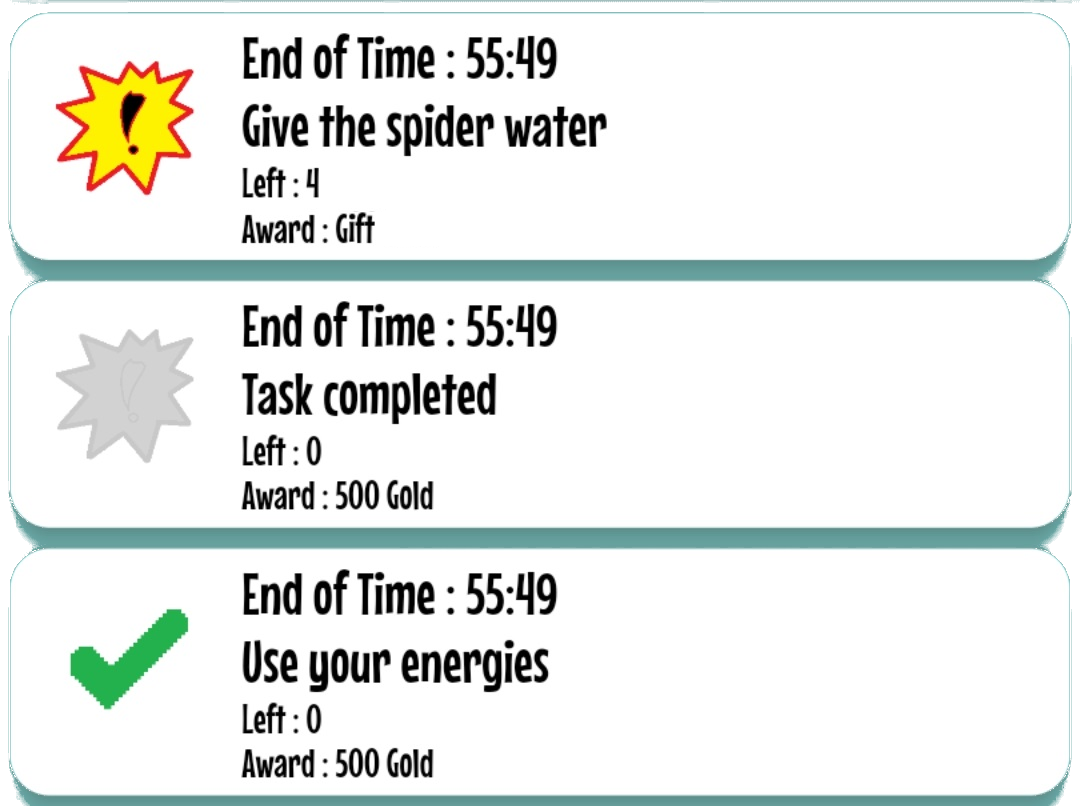 End of Time : 55:49
Give the spider water
Left : 4
Award : Gift
End of Time : 55:49
Task completed
Left : 0
Award : 500 Gold
End of Time : 55:49
Use your energies
Left : 0
Award : 500 Gold